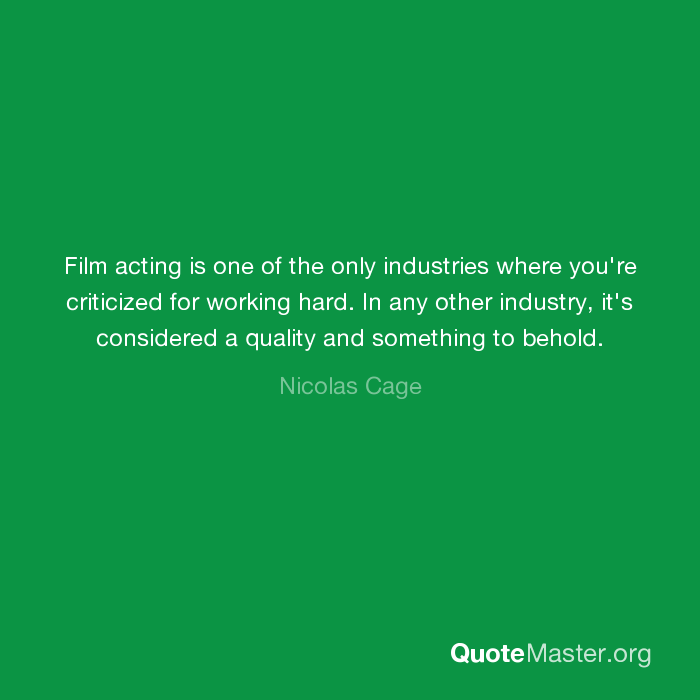 Film acting is one of the only industries where you're
criticized for working hard. In any other industry, it's
considered a quality and something to behold.
Nicolas Cage
QuoteMaster.org